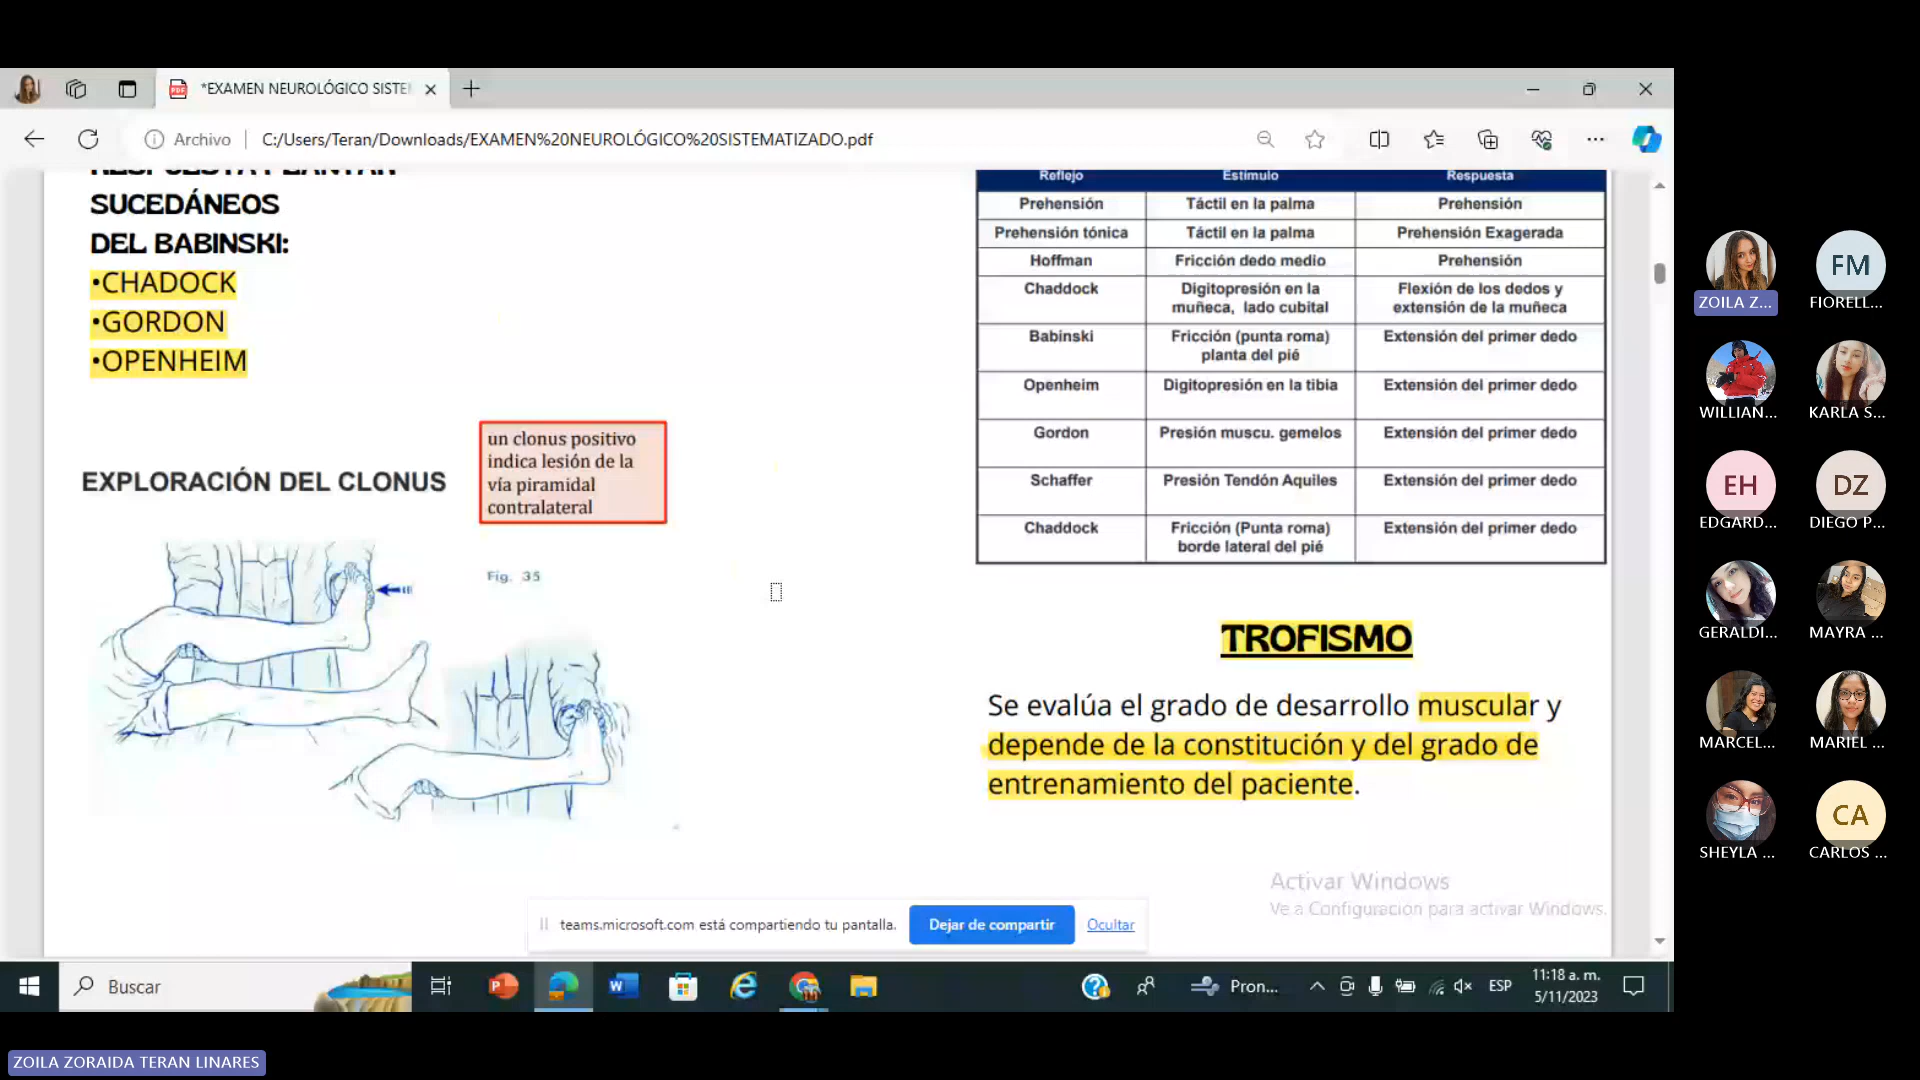 *EXAMEN NEUROLÓGICO SISTE
Archivo
C:/Users/Teran/Downloads/EXAMEN%20NEUROLÓGICO%20SISTEMATIZADO.pdf
SUCEDÁNEOS
DEL BABINSKI:
•CHADOCK
•GORDON
•OPENHEIM
EXPLORACIÓN DEL CLONUS
un clonus positivo
indica lesión de la
vía piramidal
contralateral
Fig. 35
Reflejo Estímulo Respuesta
Prehensión Táctil en la palma Prehensión
Prehensión tónica Táctil en la palma Prehensión Exagerada
Hoffman Fricción dedo medio Prehensión
Chaddock Digitopresión en la muñeca, lado cubital Flexión de los dedos y extensión de la muñeca
Babinski Fricción (punta roma) planta del pié Extensión del primer dedo
Openheim Digitopresión en la tibia Extensión del primer dedo
Gordon Presión muscu. gemelos Extensión del primer dedo
Schaffer Presión Tendón Aquiles Extensión del primer dedo
Chaddock Fricción (Punta roma) borde lateral del pié Extensión del primer dedo
TROFISMO
Se evalúa el grado de desarrollo muscular y
depende de la constitución y del grado de
entrenamiento del paciente.
Activar Windows
Ve a Configuración para activar Windows.
teams.microsoft.com está compartiendo tu pantalla.
Dejar de compartir
Ocultar
Buscar
Pron...
ESP
11:18 a. m.
5/11/2023
ZOILA Z...
FM
FIORELL...
WILLIAN...
KARLA S...
EH
EDGARD...
DZ
DIEGO P...
GERALDI...
MAYRA ...
MARCEL...
MARIEL ...
SHEYLA ...
CA
CARLOS ...
ZOILA ZORAIDA TERAN LINARES